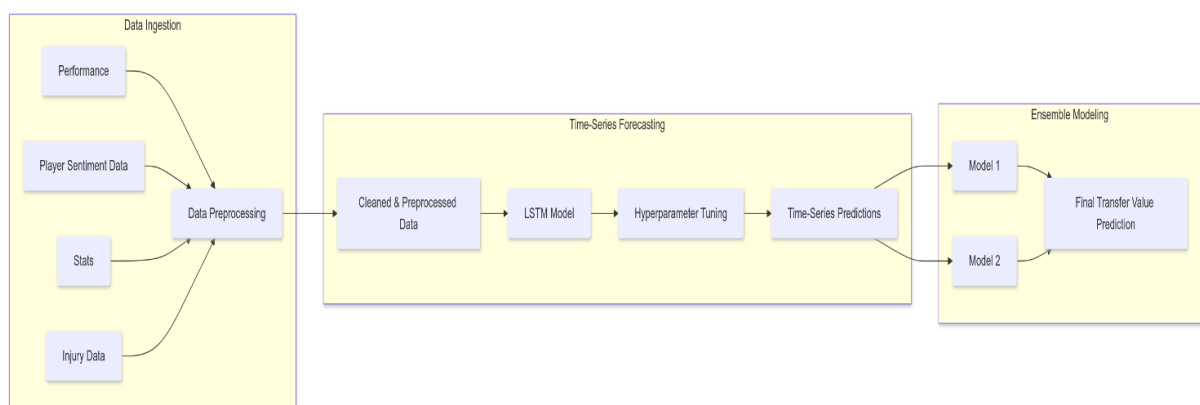 Data Ingestion
Performance
Player Sentiment Data
Stats
Injury Data
Data Preprocessing
Time-Series Forecasting
Cleaned & Preprocessed
Data
LSTM Model
Hyperparameter Tuning
Time-Series Predictions
Ensemble Modeling
Model 1
Model 2
Final Transfer Value
Prediction